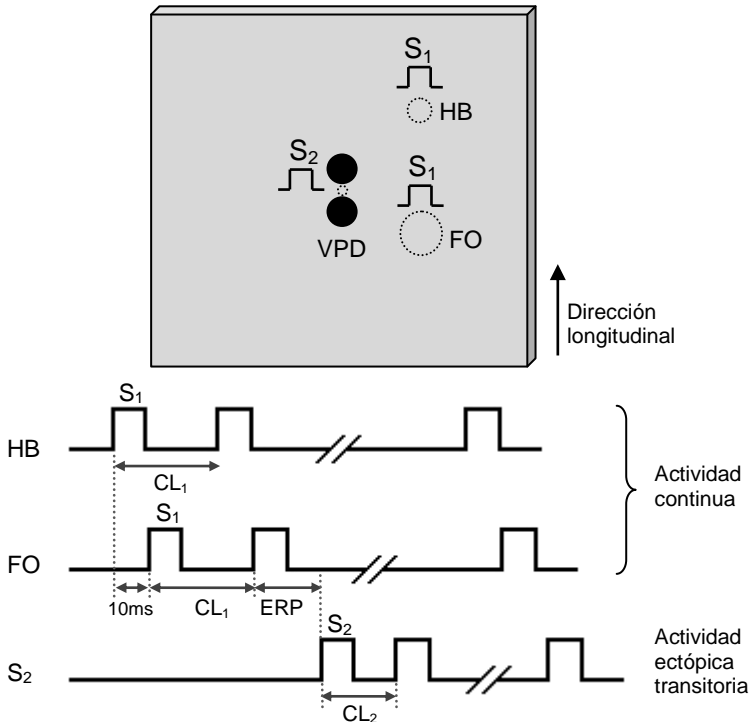 S₁
HB
S₂
S₁
FO
VPD
Dirección
longitudinal
S₁
HB
CL₁
Actividad
continua
S₁
FO
10ms
CL₁
ERP
S₂
S₂
CL₂
Actividad
ectópica
transitoria